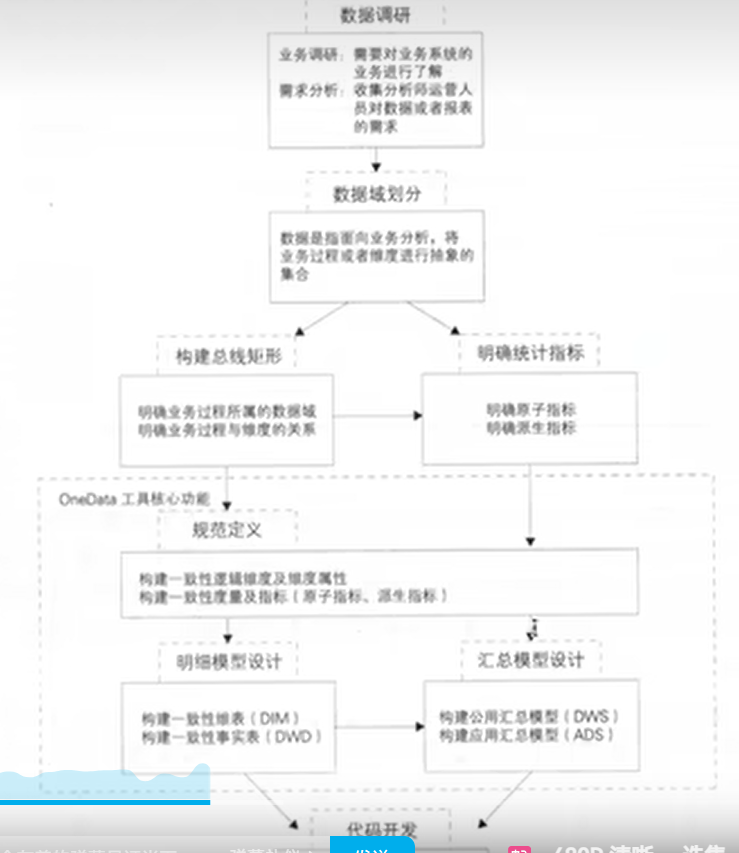 数据调研
业务调研：需要对业务系统的
业务进行了解
需求分析：收集分析师运营人
员对数据或者报表
的需求
数据域划分
数据是指面向业务分析，将
业务过程或者维度进行抽象的
集合
构建总线矩形
明确统计指标
明确业务过程所属的数据域
明确业务过程与维度的关系
明确原子指标
明确派生指标
OneData 工具核心功能
规范定义
构建一致性逻辑维度及维度属性
构建一致性度量及指标（原子指标、派生指标）
明细模型设计
汇总模型设计
构建一致性维表（DIM）
构建一致性事实表（DWD）
构建公用汇总模型（DWS）
构建应用汇总模型（ADS）
代码开发
发送
480P 清晰
选集